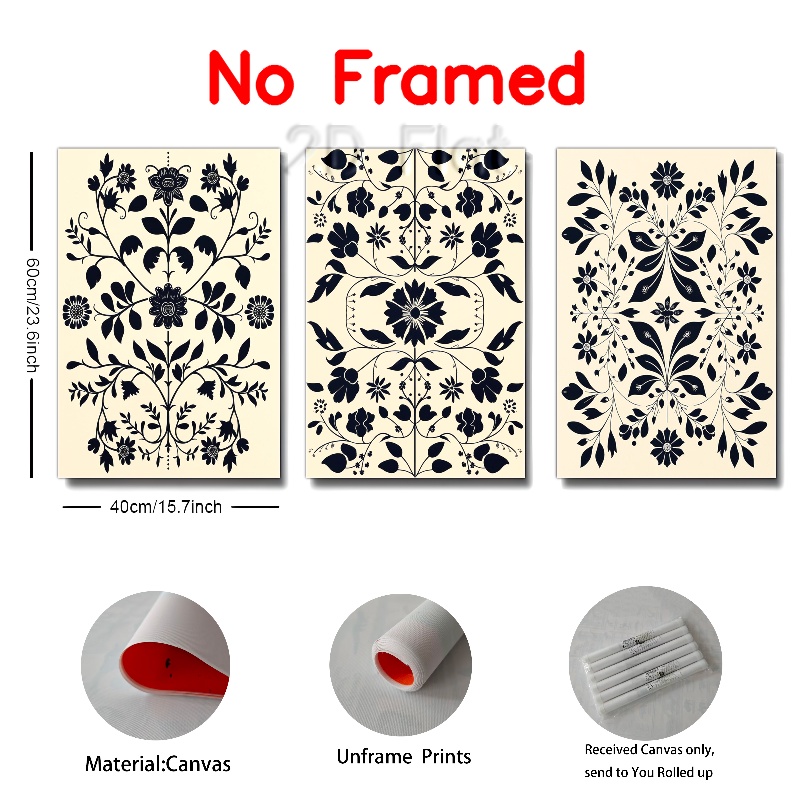 No Framed
2D Flat
60cm/23.6inch
40cm/15.7inch
Material:Canvas
Unframe Prints
Received Canvas only,
send to You Rolled up